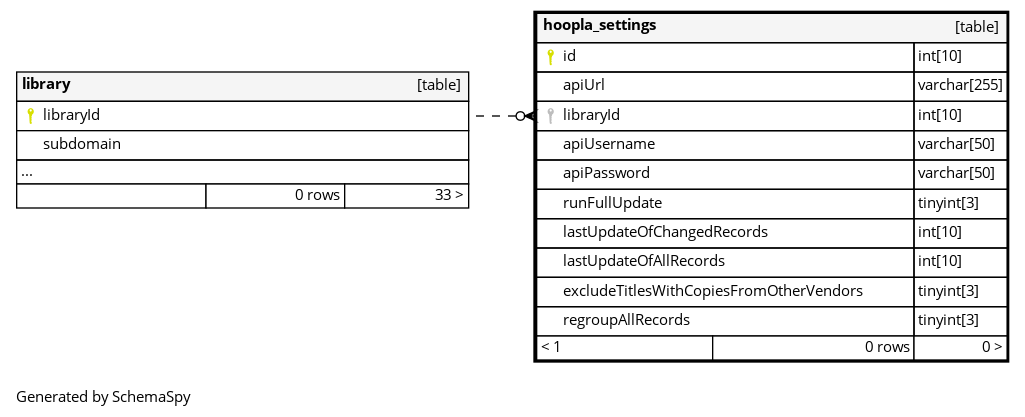 library [table]
libraryId
subdomain
...
0 rows 33 >
hoopla_settings [table]
id int[10]
apiUrl varchar[255]
libraryId int[10]
apiUsername varchar[50]
apiPassword varchar[50]
runFullUpdate tinyint[3]
lastUpdateOfChangedRecords int[10]
lastUpdateOfAllRecords int[10]
excludeTitlesWithCopiesFromOtherVendors tinyint[3]
regroupAllRecords tinyint[3]
< 1 0 rows 0 >
Generated by SchemaSpy